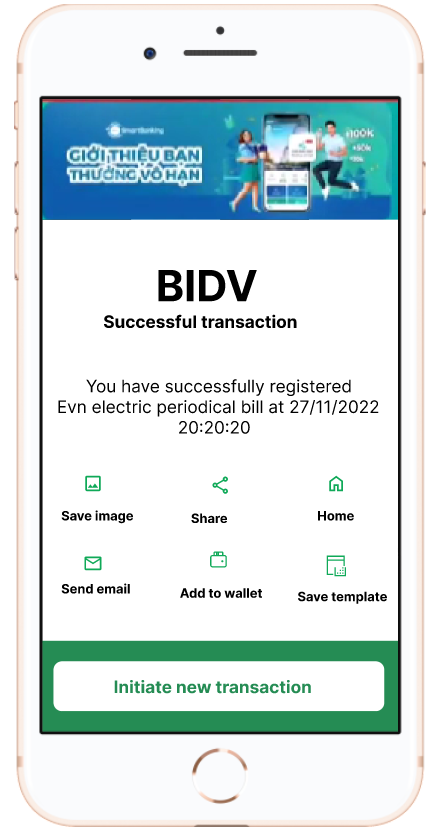 SmartBanking
GIỚI THIỆU BẠN
THƯỞNG VÔ HẠN
100k
+50k
BIDV
Successful transaction
You have successfully registered
Evn electric periodical bill at 27/11/2022
20:20:20
Save image
Share
Home
Send email
Add to wallet
Save template
Initiate new transaction